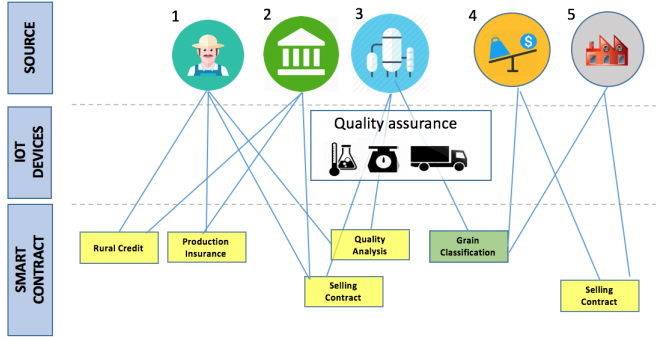 1
2
3
4
5
SOURCE
$
IOT
DEVICES
Quality assurance
SMART
CONTRACT
Rural Credit
Production
Insurance
Quality
Analysis
Grain
Classification
Selling
Contract
Selling
Contract